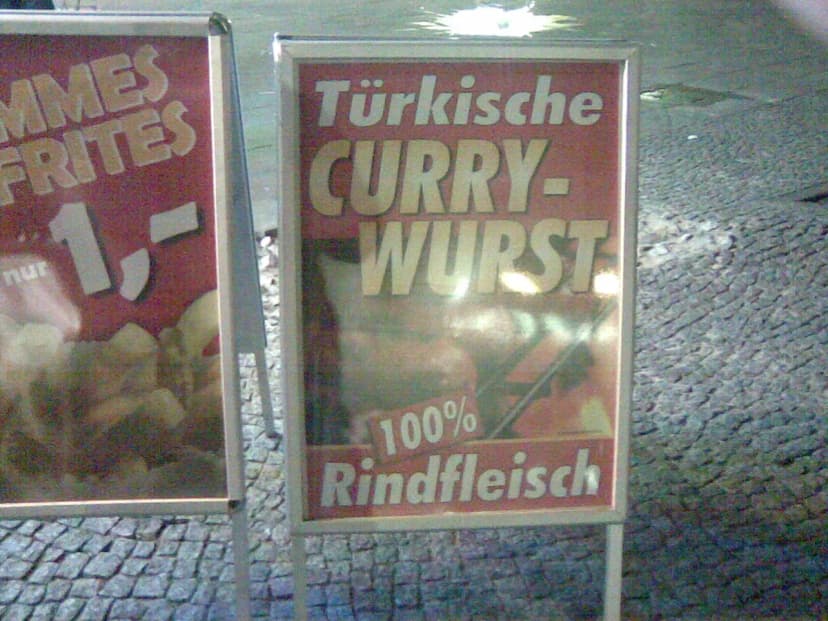 MMES
FRITES
nur 1,-
Türkische
CURRY-
WURST
100%
Rindfleisch